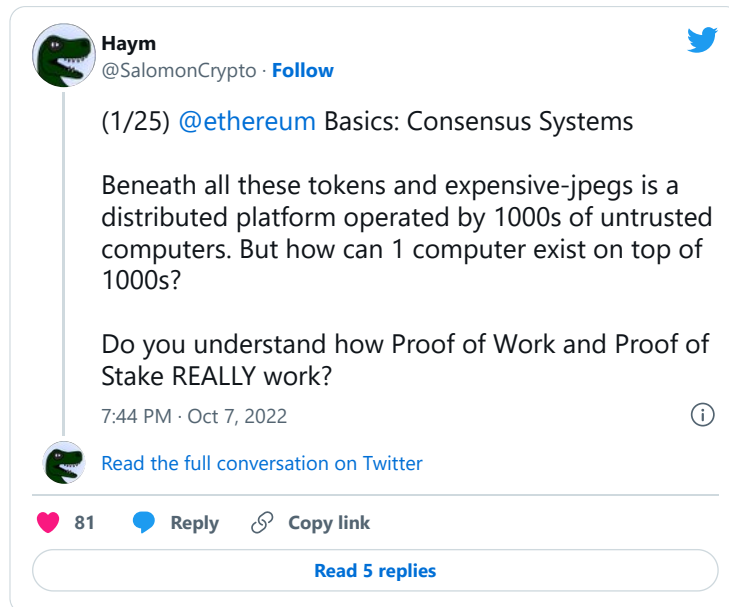 Haym
@SalomonCrypto · Follow
(1/25) @ethereum Basics: Consensus Systems
Beneath all these tokens and expensive-jpegs is a
distributed platform operated by 1000s of untrusted
computers. But how can 1 computer exist on top of
1000s?
Do you understand how Proof of Work and Proof of
Stake REALLY work?
7:44 PM · Oct 7, 2022
Read the full conversation on Twitter
81 Reply Copy link
Read 5 replies